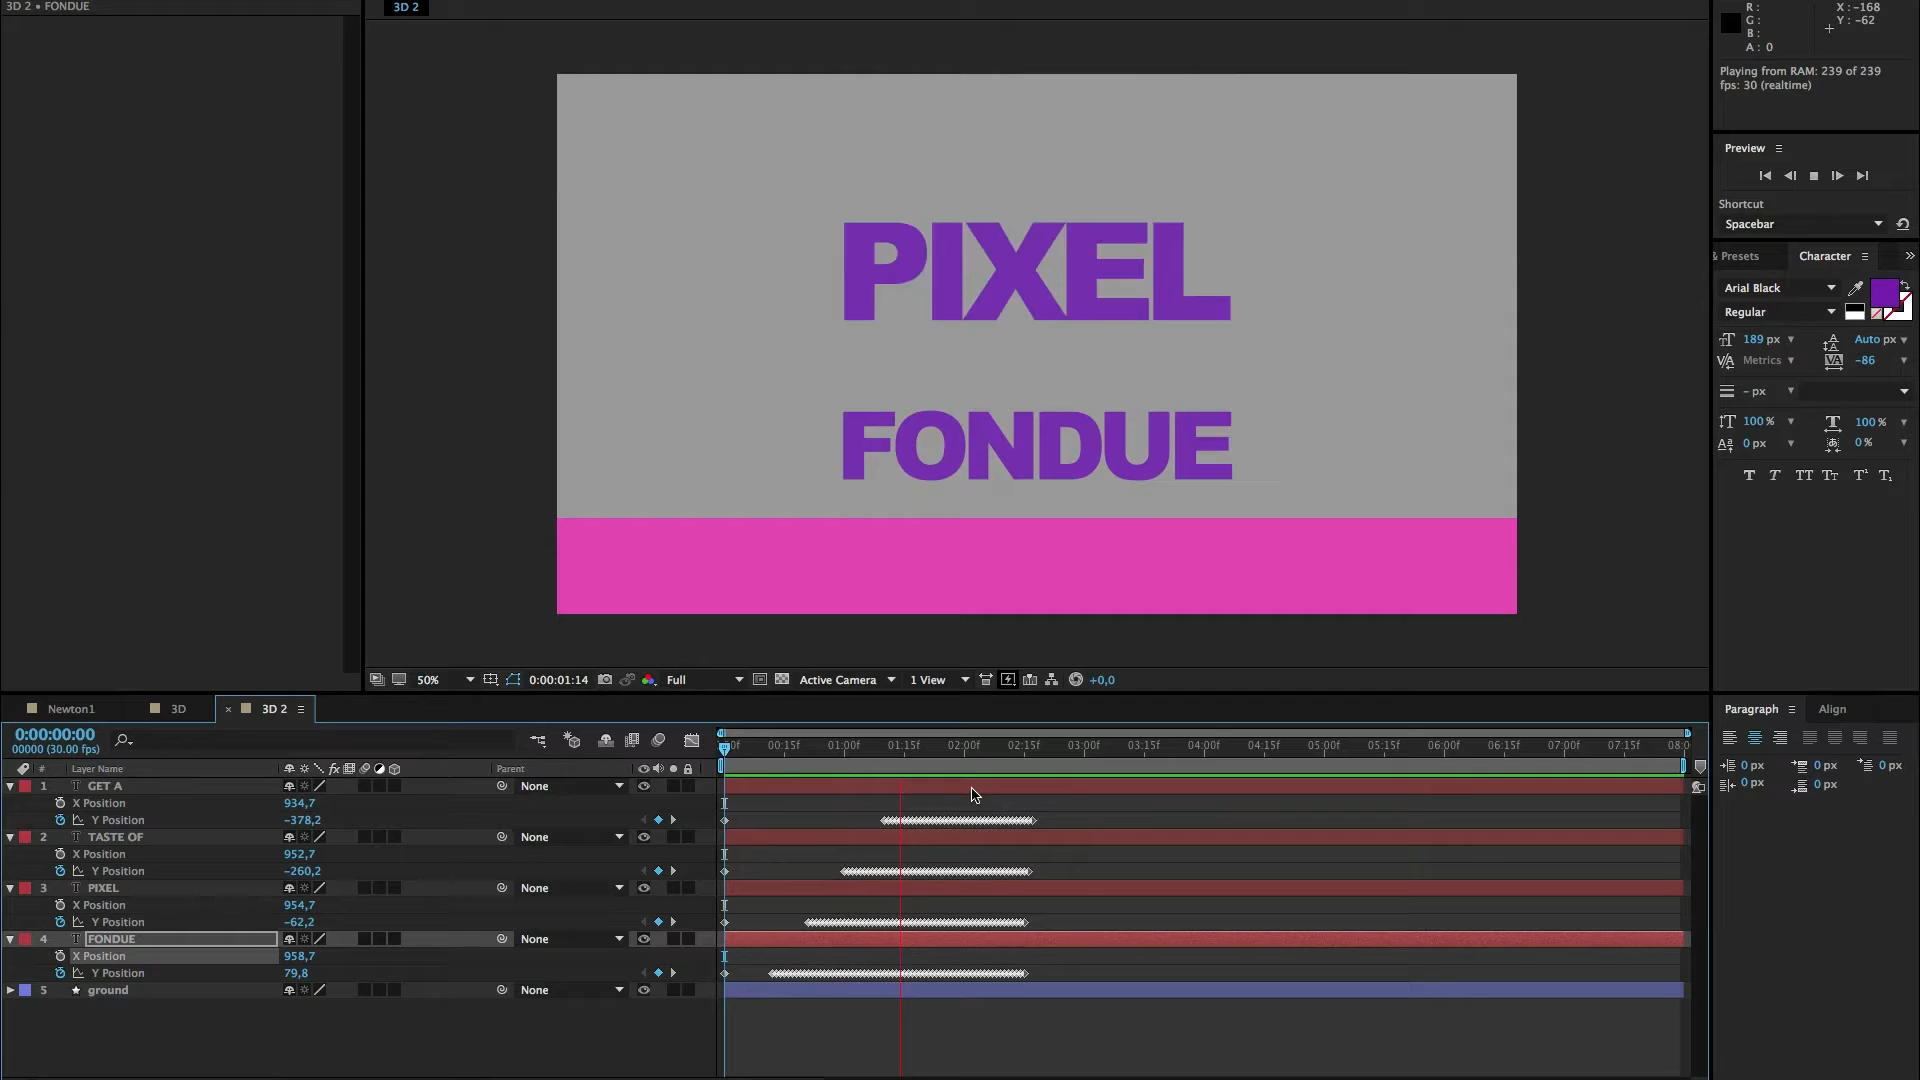 3D 2 • FONDUE
3D 2
R :
G :
B :
A : 0
X : -168
Y : -62
Playing from RAM: 239 of 239
fps: 30 (realtime)
Preview
Shortcut
Spacebar
& Presets
Character
Arial Black
Regular
189 px
Auto px
Metrics
-86
- px
100 %
100 %
0 px
0 %
PIXEL
FONDUE
50%
0:00:01:14
Full
Active Camera
1 View
+0,0
Newton1
3D
3D 2
Paragraph
Align
0 px
0 px
0 px
0 px
0 px
0:00:00:00
00000 (30.00 fps)
00f 00:15f 01:00f 01:15f 02:00f 02:15f 03:00f 03:15f 04:00f 04:15f 05:00f 05:15f 06:00f 06:15f 07:00f 07:15f 08:0
# Layer Name Parent
1 GET A None
X Position 934,7
Y Position -378,2
2 TASTE OF None
X Position 952,7
Y Position -260,2
3 PIXEL None
X Position 954,7
Y Position -62,2
4 FONDUE None
X Position 958,7
Y Position 79,8
5 ground None